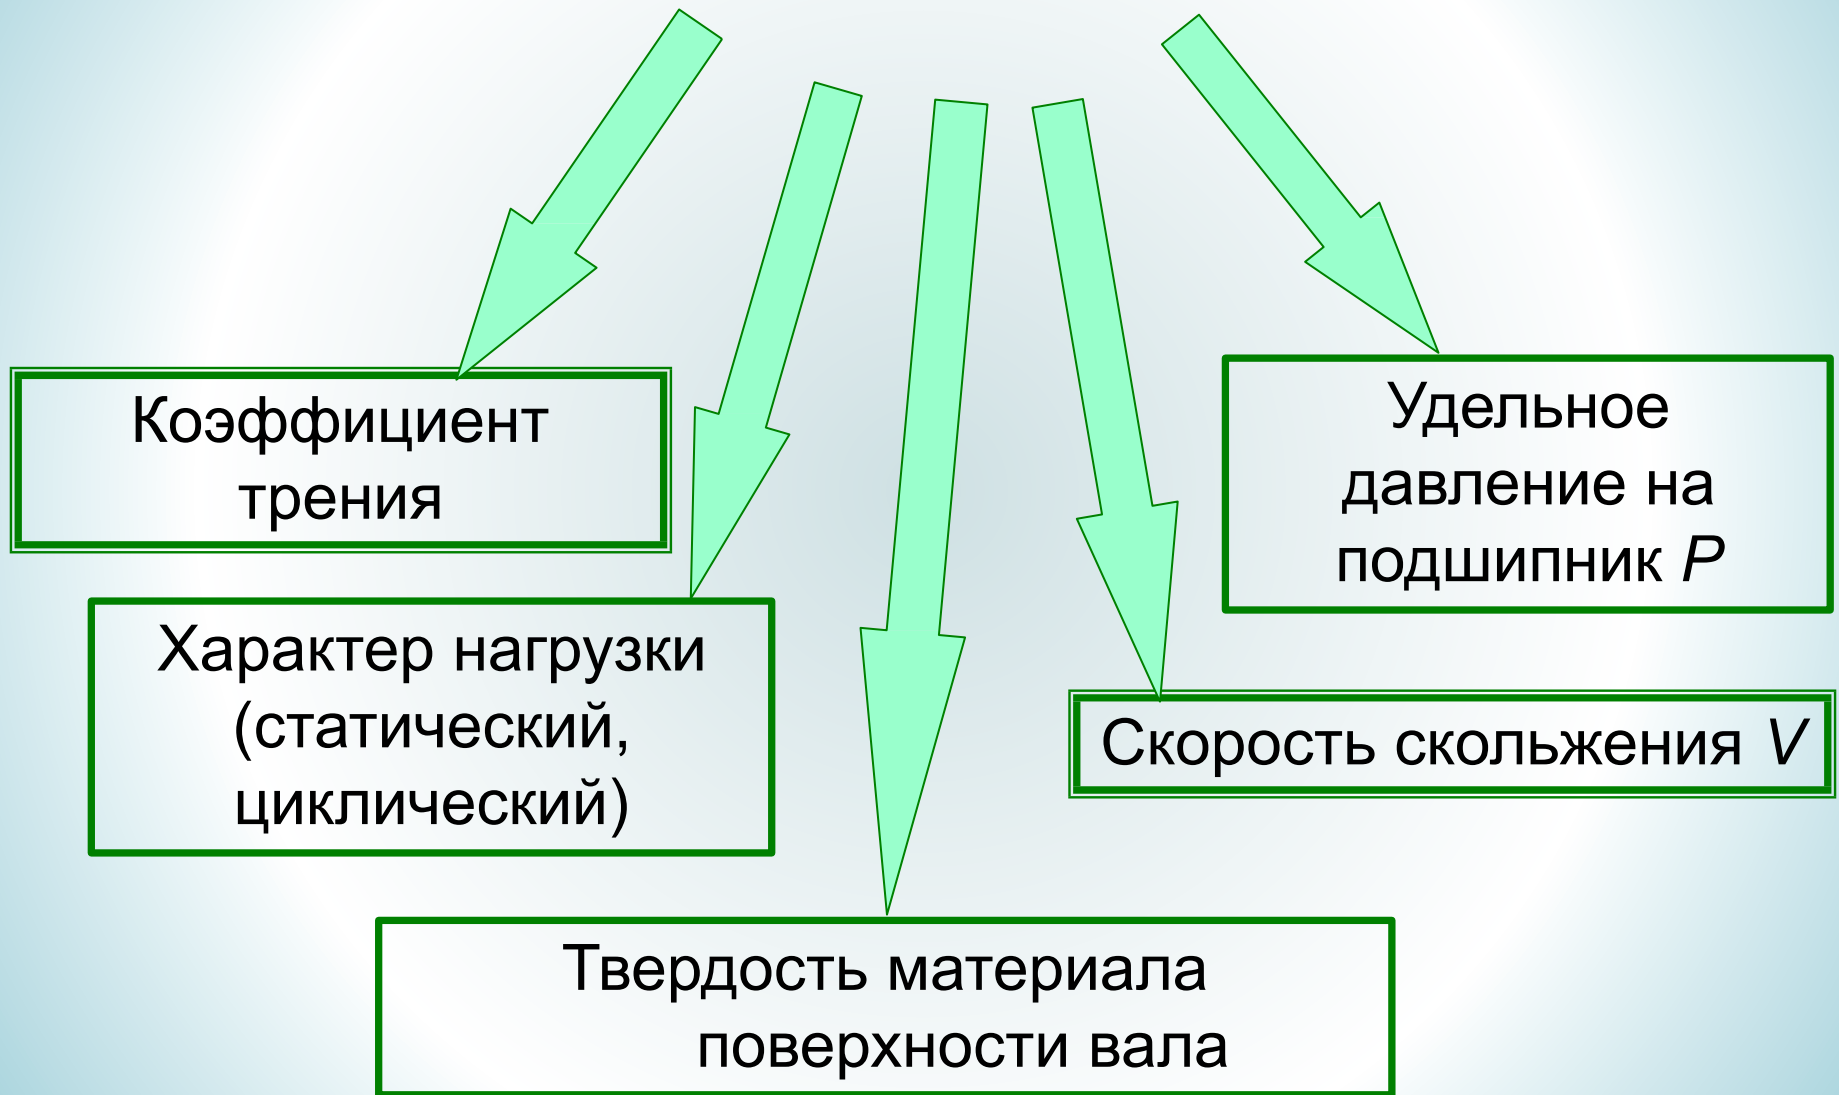 Коэффициент
трения
Удельное
давление на
подшипник P
Характер нагрузки
(статический,
циклический)
Скорость скольжения V
Твердость материала
поверхности вала